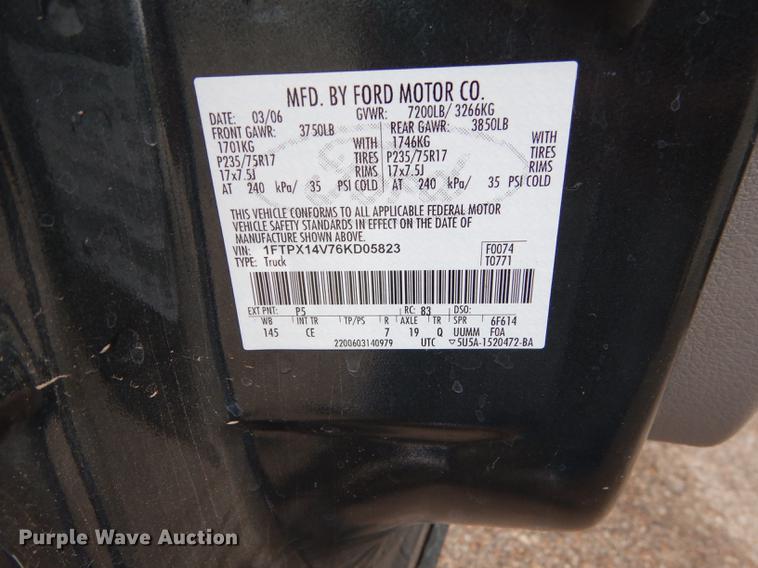 MFD. BY FORD MOTOR CO.
DATE: 03/06 GVWR: 7200LB/ 3266KG
FRONT GAWR: 3750LB REAR GAWR: 3850LB
1701KG WITH 1746KG WITH
P235/75R17 TIRES P235/75R17 TIRES
17x7.5J RIMS 17x7.5J RIMS
AT 240 kPa/ 35 PSI COLD AT 240 kPa/ 35 PSI COLD
Ford
THIS VEHICLE CONFORMS TO ALL APPLICABLE FEDERAL MOTOR
VEHICLE SAFETY STANDARDS IN EFFECT ON THE DATE OF
MANUFACTURE SHOWN ABOVE.
VIN: 1FTPX14V76KD05823 F0074
TYPE: Truck T0771
EXT PNT: P5 RC: 83 DSO:
WB INT TR TP/PS R AXLE TR SPR 6F614
145 CE 7 19 Q UUMM FOA
2200603140979 UTC ▽5U5A-1520472-BA
Purple Wave Auction®